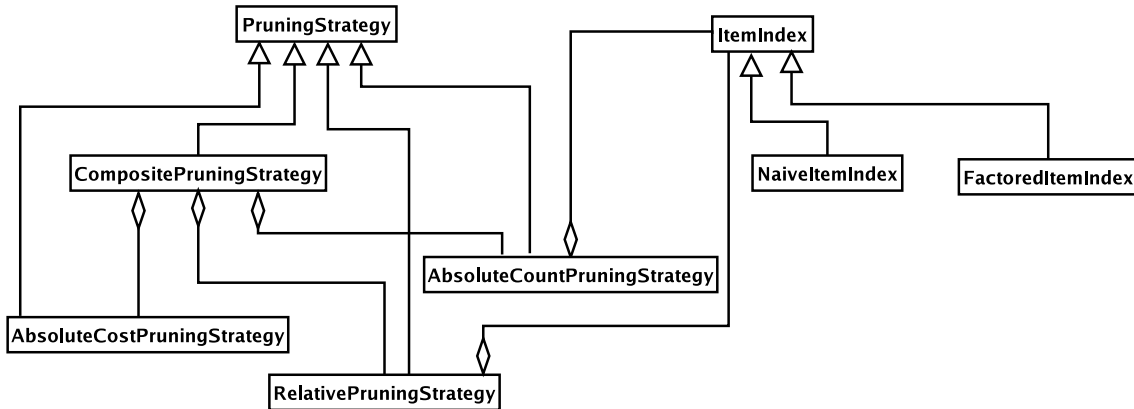 PruningStrategy
ItemIndex
CompositePruningStrategy
NaiveItemIndex
FactoredItemIndex
AbsoluteCountPruningStrategy
AbsoluteCostPruningStrategy
RelativePruningStrategy